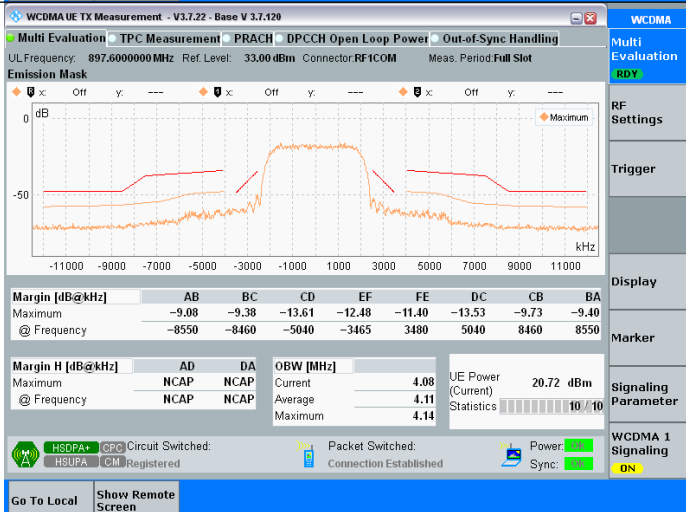 WCDMA UE TX Measurement - V3.7.22 - Base V 3.7.120
WCDMA
Multi Evaluation TPC Measurement PRACH DPCCH Open Loop Power Out-of-Sync Handling
Multi
Evaluation
RDY
UL Frequency: 897.6000000 MHz Ref. Level: 33.00 dBm Connector:RF1COM Meas. Period:Full Slot
Emission Mask
x: Off y: --- x: Off y: --- x: Off y: ---
RF
Settings
dB
Maximum
0
-50
kHz
-11000 -9000 -7000 -5000 -3000 -1000 1000 3000 5000 7000 9000 11000
Trigger
Display
Margin [dB@kHz] AB BC CD EF FE DC CB BA
Maximum -9.08 -9.38 -13.61 -12.48 -11.40 -13.53 -9.73 -9.40
@ Frequency -8550 -8460 -5040 -3465 3480 5040 8460 8550
Marker
Margin H [dB@kHz] AD DA
Maximum NCAP NCAP
@ Frequency NCAP NCAP
OBW [MHz]
Current 4.08
Average 4.11
Maximum 4.14
UE Power
(Current) 20.72 dBm
Statistics 10 / 10
Signaling
Parameter
HSDPA+ CPC Circuit Switched:
HSUPA CM Registered
Packet Switched:
Connection Established
Power: OK
Sync: OK
WCDMA 1
Signaling
ON
Go To Local
Show Remote
Screen